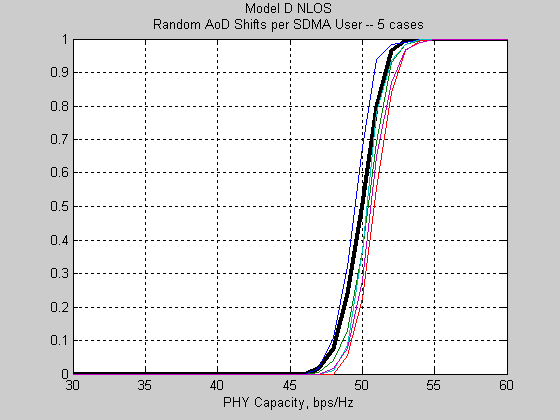 Model D NLOS
Random AoD Shifts per SDMA User -- 5 cases
1
0.9
0.8
0.7
0.6
0.5
0.4
0.3
0.2
0.1
0
30 35 40 45 50 55 60
PHY Capacity, bps/Hz